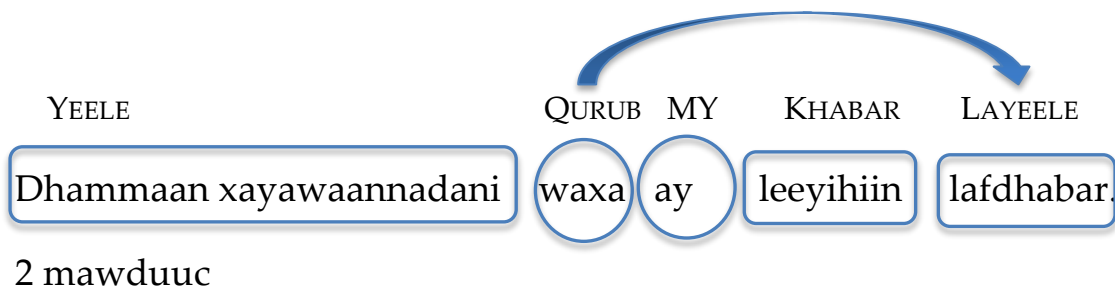 YEELE QURUB MY KHABAR LAYEELE
Dhammaan xayawaannadani waxa ay leeyihiin lafdhabar.
2 mawduuc